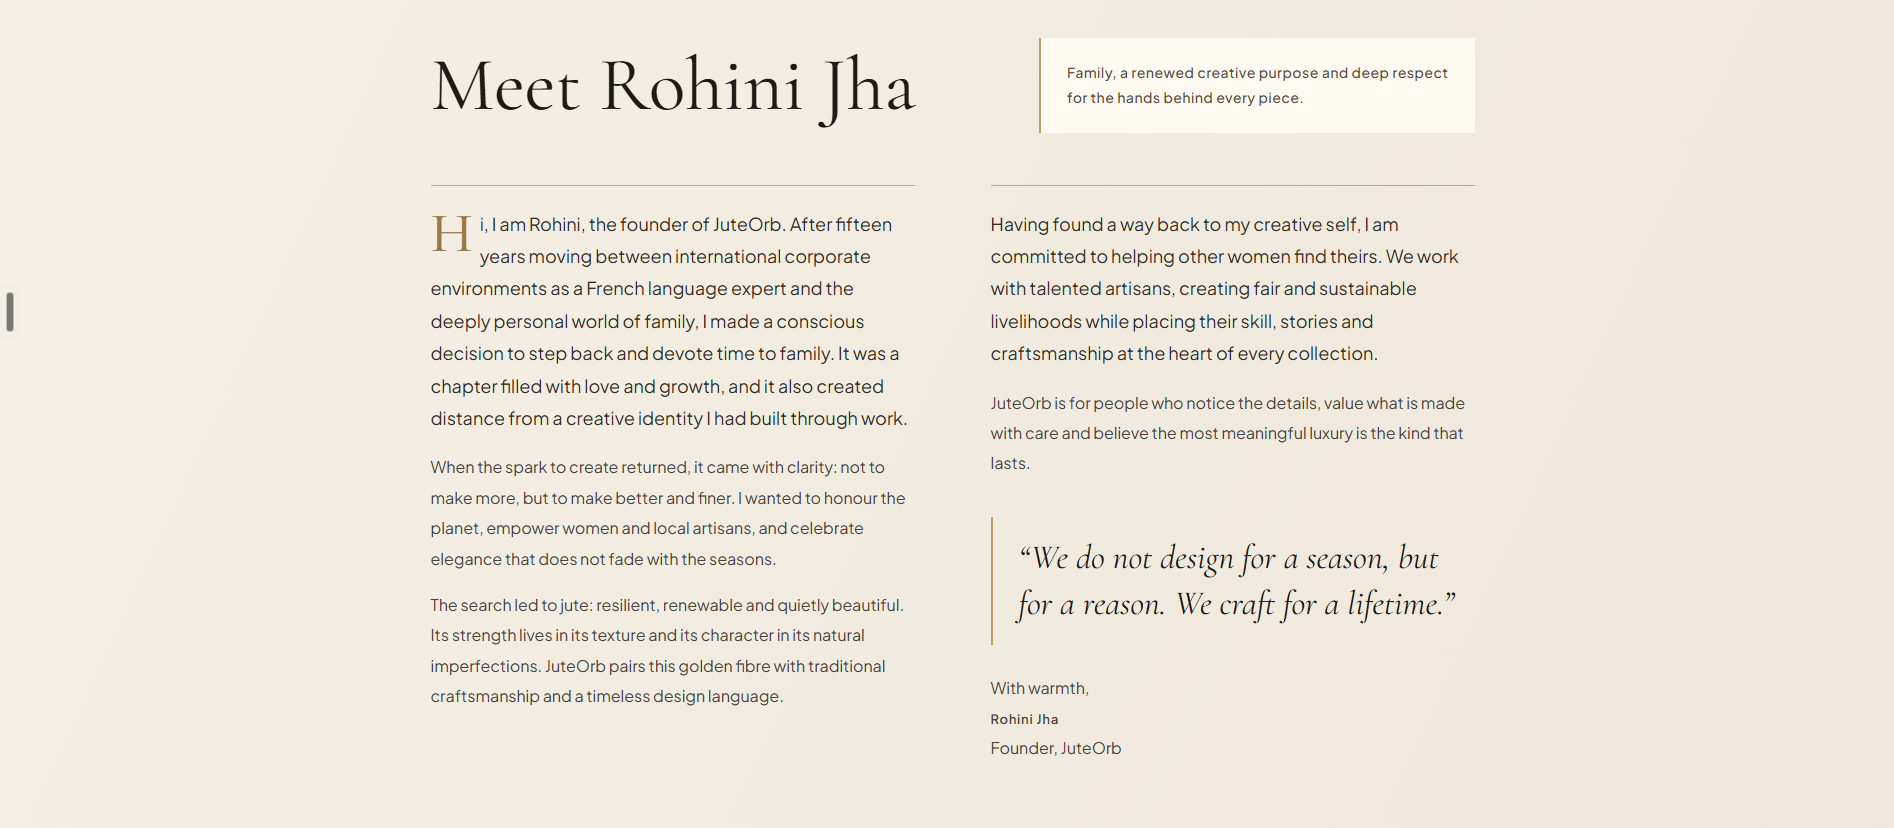 Meet Rohini Jha
Family, a renewed creative purpose and deep respect
for the hands behind every piece.
Hi, I am Rohini, the founder of JuteOrb. After fifteen
years moving between international corporate
environments as a French language expert and the
deeply personal world of family, I made a conscious
decision to step back and devote time to family. It was a
chapter filled with love and growth, and it also created
distance from a creative identity I had built through work.
When the spark to create returned, it came with clarity: not to
make more, but to make better and finer. I wanted to honour the
planet, empower women and local artisans, and celebrate
elegance that does not fade with the seasons.
The search led to jute: resilient, renewable and quietly beautiful.
Its strength lives in its texture and its character in its natural
imperfections. JuteOrb pairs this golden fibre with traditional
craftsmanship and a timeless design language.
Having found a way back to my creative self, I am
committed to helping other women find theirs. We work
with talented artisans, creating fair and sustainable
livelihoods while placing their skill, stories and
craftsmanship at the heart of every collection.
JuteOrb is for people who notice the details, value what is made
with care and believe the most meaningful luxury is the kind that
lasts.
“We do not design for a season, but
for a reason. We craft for a lifetime.”
With warmth,
Rohini Jha
Founder, JuteOrb